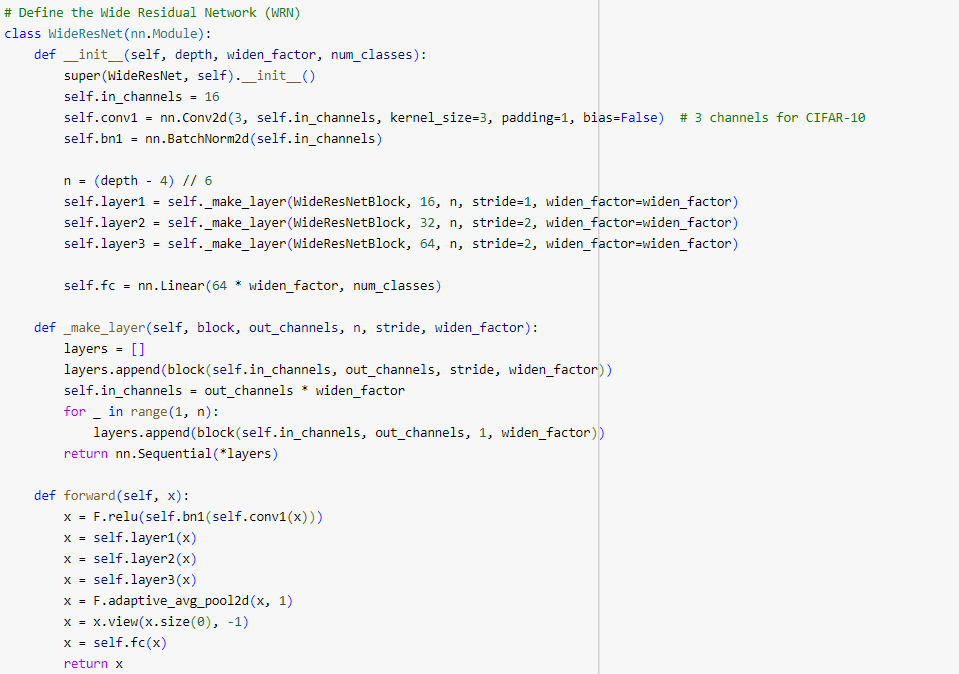 # Define the Wide Residual Network (WRN)
class WideResNet(nn.Module):
    def __init__(self, depth, widen_factor, num_classes):
        super(WideResNet, self).__init__()
        self.in_channels = 16
        self.conv1 = nn.Conv2d(3, self.in_channels, kernel_size=3, padding=1, bias=False)  # 3 channels for CIFAR-10
        self.bn1 = nn.BatchNorm2d(self.in_channels)

        n = (depth - 4) // 6
        self.layer1 = self._make_layer(WideResNetBlock, 16, n, stride=1, widen_factor=widen_factor)
        self.layer2 = self._make_layer(WideResNetBlock, 32, n, stride=2, widen_factor=widen_factor)
        self.layer3 = self._make_layer(WideResNetBlock, 64, n, stride=2, widen_factor=widen_factor)

        self.fc = nn.Linear(64 * widen_factor, num_classes)

    def _make_layer(self, block, out_channels, n, stride, widen_factor):
        layers = []
        layers.append(block(self.in_channels, out_channels, stride, widen_factor))
        self.in_channels = out_channels * widen_factor
        for _ in range(1, n):
            layers.append(block(self.in_channels, out_channels, 1, widen_factor))
        return nn.Sequential(*layers)

    def forward(self, x):
        x = F.relu(self.bn1(self.conv1(x)))
        x = self.layer1(x)
        x = self.layer2(x)
        x = self.layer3(x)
        x = F.adaptive_avg_pool2d(x, 1)
        x = x.view(x.size(0), -1)
        x = self.fc(x)
        return x